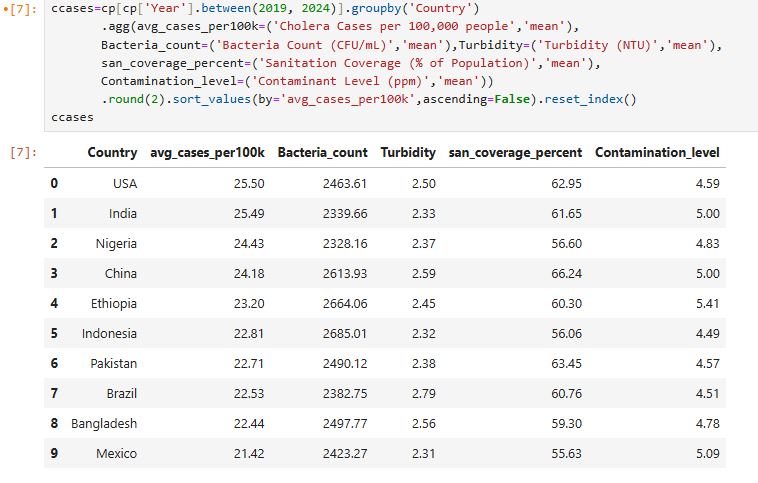 [7]: ccases=cp[cp['Year'].between(2019, 2024)].groupby('Country')
.agg(avg_cases_per100k=('Cholera Cases per 100,000 people','mean'),
Bacteria_count=('Bacteria Count (CFU/mL)','mean'),Turbidity=('Turbidity (NTU)','mean'),
san_coverage_percent=('Sanitation Coverage (% of Population)','mean'),
Contamination_level=('Contaminant Level (ppm)','mean'))
.round(2).sort_values(by='avg_cases_per100k',ascending=False).reset_index()
ccases
[7]: Country avg_cases_per100k Bacteria_count Turbidity san_coverage_percent Contamination_level
0 USA 25.50 2463.61 2.50 62.95 4.59
1 India 25.49 2339.66 2.33 61.65 5.00
2 Nigeria 24.43 2328.16 2.37 56.60 4.83
3 China 24.18 2613.93 2.59 66.24 5.00
4 Ethiopia 23.20 2664.06 2.45 60.30 5.41
5 Indonesia 22.81 2685.01 2.32 56.06 4.49
6 Pakistan 22.71 2490.12 2.38 63.45 4.57
7 Brazil 22.53 2382.75 2.79 60.76 4.51
8 Bangladesh 22.44 2497.77 2.56 59.30 4.78
9 Mexico 21.42 2423.27 2.31 55.63 5.09